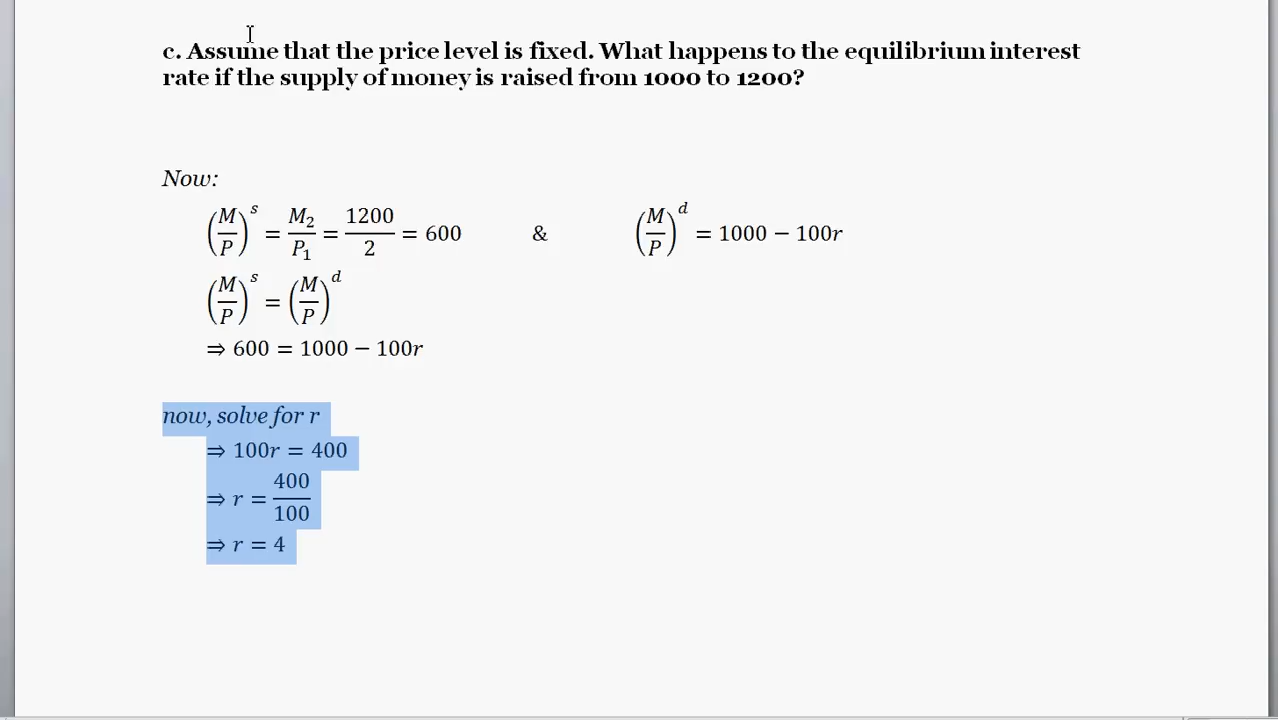 c. Assume that the price level is fixed. What happens to the equilibrium interest
rate if the supply of money is raised from 1000 to 1200?
Now:
(M/P)^s = M₂/P₁ = 1200/2 = 600 & (M/P)^d = 1000 − 100r
(M/P)^s = (M/P)^d
⇒ 600 = 1000 − 100r
now, solve for r
⇒ 100r = 400
⇒ r = 400/100
⇒ r = 4